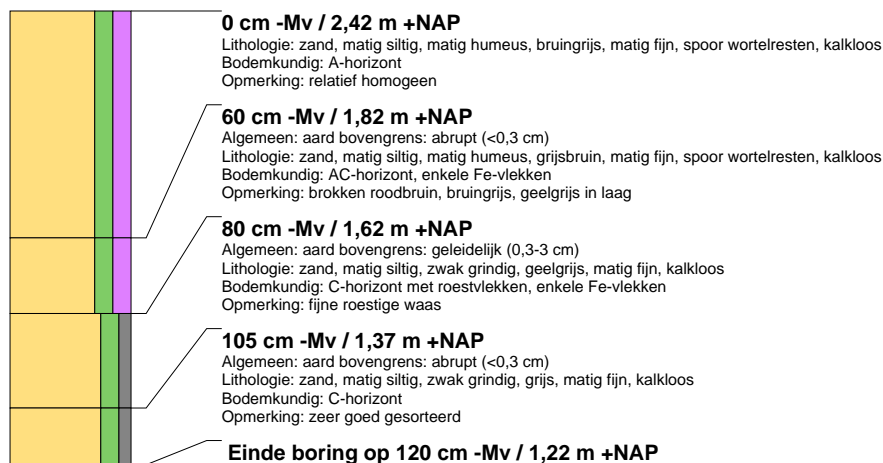 0 cm -Mv / 2,42 m +NAP
Lithologie: zand, matig siltig, matig humeus, bruingrijs, matig fijn, spoor wortelresten, kalkloos
Bodemkundig: A-horizont
Opmerking: relatief homogeen
60 cm -Mv / 1,82 m +NAP
Algemeen: aard bovengrens: abrupt (<0,3 cm)
Lithologie: zand, matig siltig, matig humeus, grijsbruin, matig fijn, spoor wortelresten, kalkloos
Bodemkundig: AC-horizont, enkele Fe-vlekken
Opmerking: brokken roodbruin, bruingrijs, geelgrijs in laag
80 cm -Mv / 1,62 m +NAP
Algemeen: aard bovengrens: geleidelijk (0,3-3 cm)
Lithologie: zand, matig siltig, zwak grindig, geelgrijs, matig fijn, kalkloos
Bodemkundig: C-horizont met roestvlekken, enkele Fe-vlekken
Opmerking: fijne roestige waas
105 cm -Mv / 1,37 m +NAP
Algemeen: aard bovengrens: abrupt (<0,3 cm)
Lithologie: zand, matig siltig, zwak grindig, grijs, matig fijn, kalkloos
Bodemkundig: C-horizont
Opmerking: zeer goed gesorteerd
Einde boring op 120 cm -Mv / 1,22 m +NAP